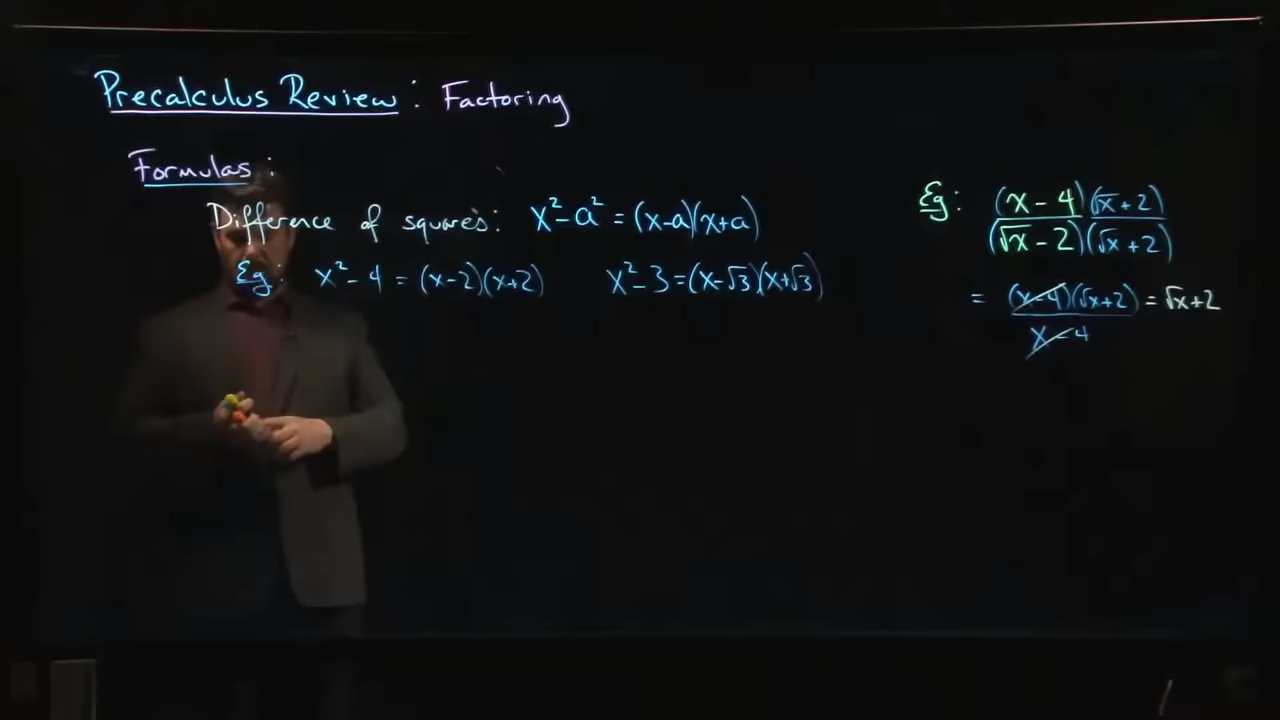 Precalculus Review: Factoring
Formulas:
Difference of squares: x²-a² = (x-a)(x+a)
Eg: x²-4 = (x-2)(x+2) x²-3=(x-√3)(x+√3)
Eg: (x-4)(√x+2)
(√x-2)(√x+2)
= (x-4)(√x+2) = √x+2
x-4